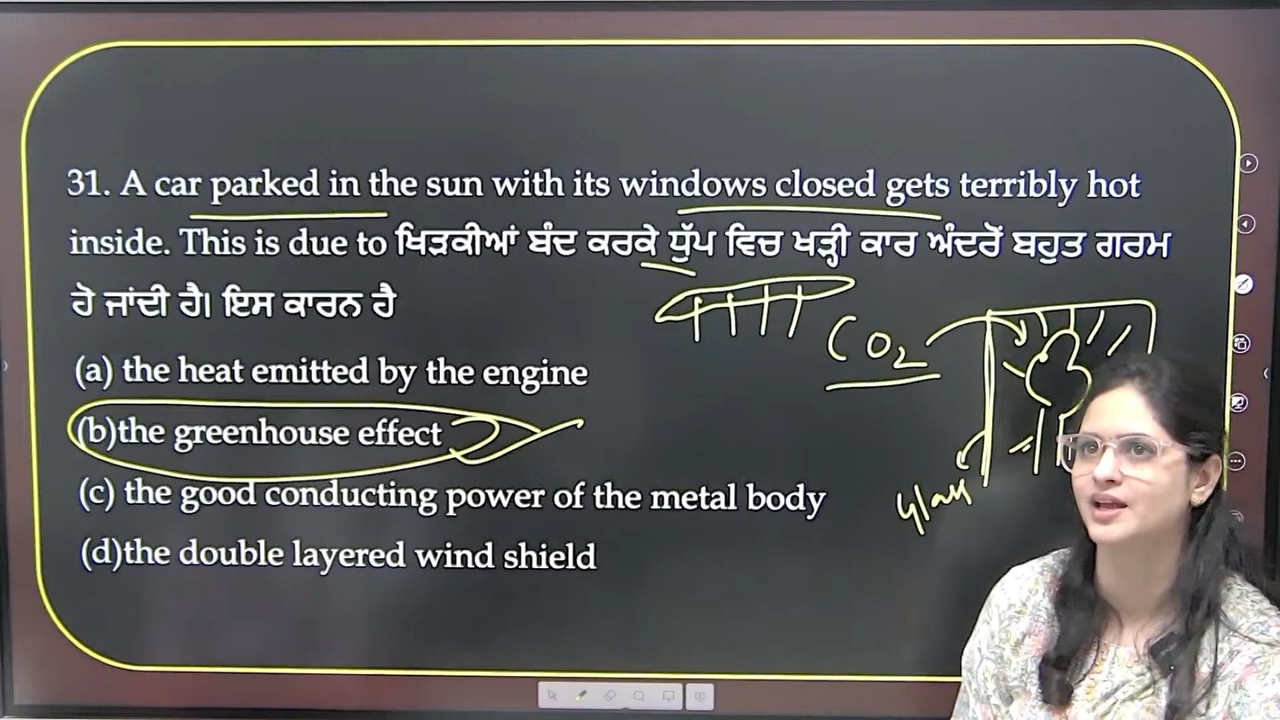 31. A car parked in the sun with its windows closed gets terribly hot
inside. This is due to ਖਿੜਕੀਆਂ ਬੰਦ ਕਰਕੇ ਧੁੱਪ ਵਿਚ ਖੜ੍ਹੀ ਕਾਰ ਅੰਦਰੋਂ ਬਹੁਤ ਗਰਮ
ਹੋ ਜਾਂਦੀ ਹੈ। ਇਸ ਕਾਰਨ ਹੈ
CO2
(a) the heat emitted by the engine
(b)the greenhouse effect
(c) the good conducting power of the metal body
glass
(d)the double layered wind shield